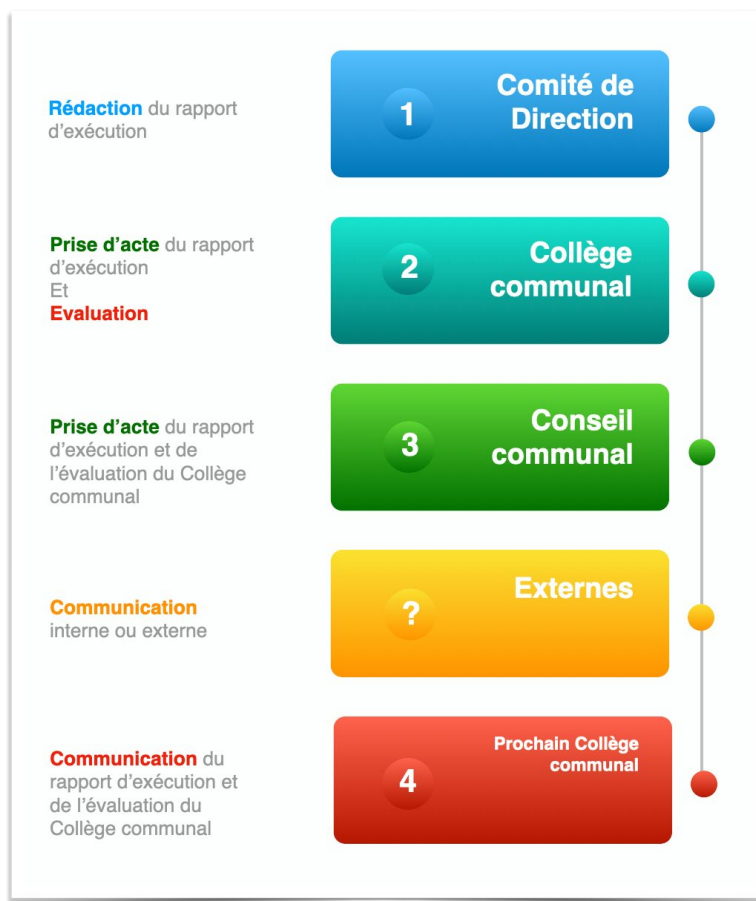 Rédaction du rapport
d’exécution
1
Comité de
Direction
Prise d’acte du rapport
d’exécution
Et
Evaluation
2
Collège
communal
Prise d’acte du rapport
d’exécution et de
l’évaluation du Collège
communal
3
Conseil
communal
Communication
interne ou externe
?
Externes
Communication du
rapport d’exécution et
de l’évaluation du
Collège communal
4
Prochain Collège
communal